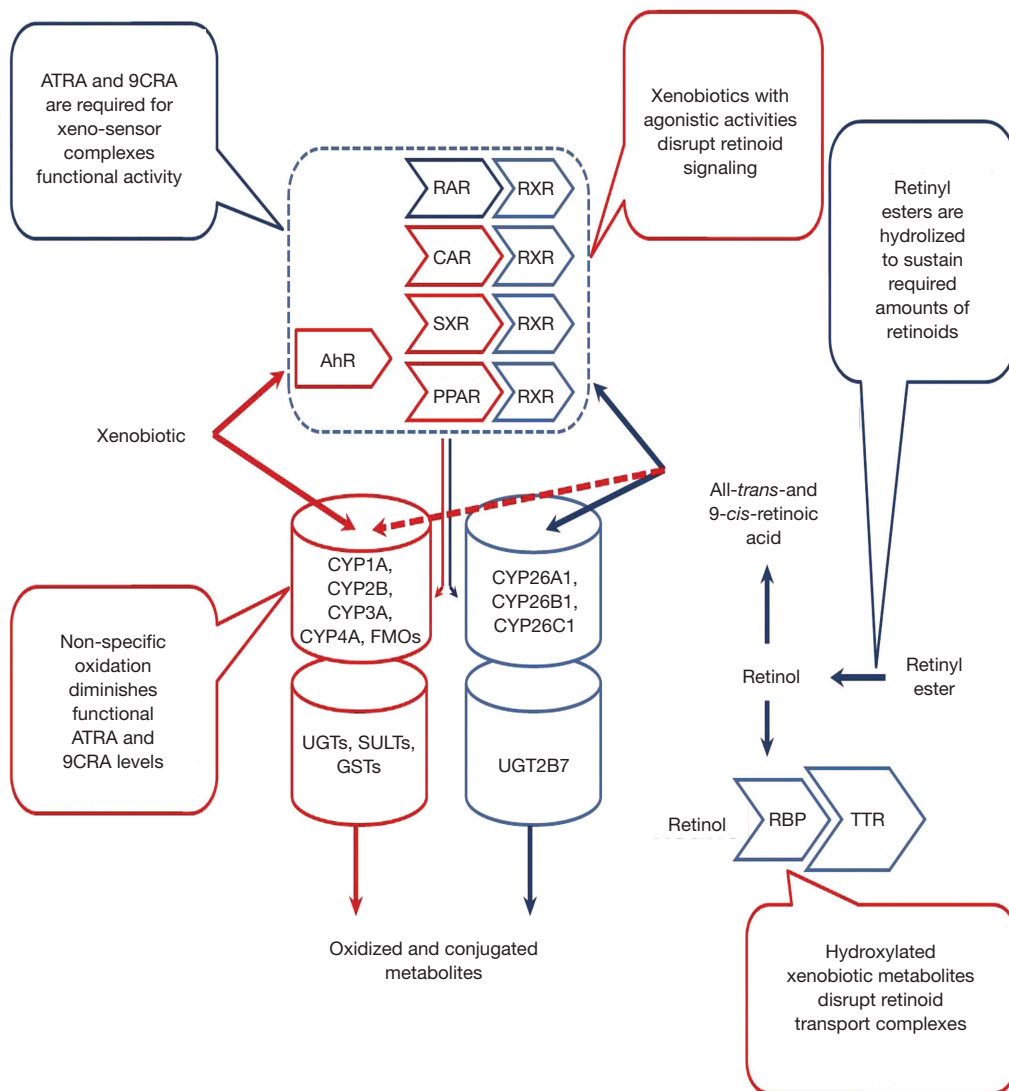 ATRA and 9CRA
are required for
xeno-sensor
complexes
functional activity
Xenobiotics with
agonistic activities
disrupt retinoid
signaling
Retinyl
esters are
hydrolized
to sustain
required
amounts of
retinoids
RAR
RXR
CAR
RXR
SXR
RXR
AhR
PPAR
RXR
Xenobiotic
All-trans-and
9-cis-retinoic
acid
CYP1A,
CYP2B,
CYP3A,
CYP4A, FMOs
CYP26A1,
CYP26B1,
CYP26C1
Non-specific
oxidation
diminishes
functional
ATRA and
9CRA levels
Retinol
Retinyl
ester
UGTs, SULTs,
GSTs
UGT2B7
Retinol
RBP
TTR
Oxidized and conjugated
metabolites
Hydroxylated
xenobiotic metabolites
disrupt retinoid
transport complexes